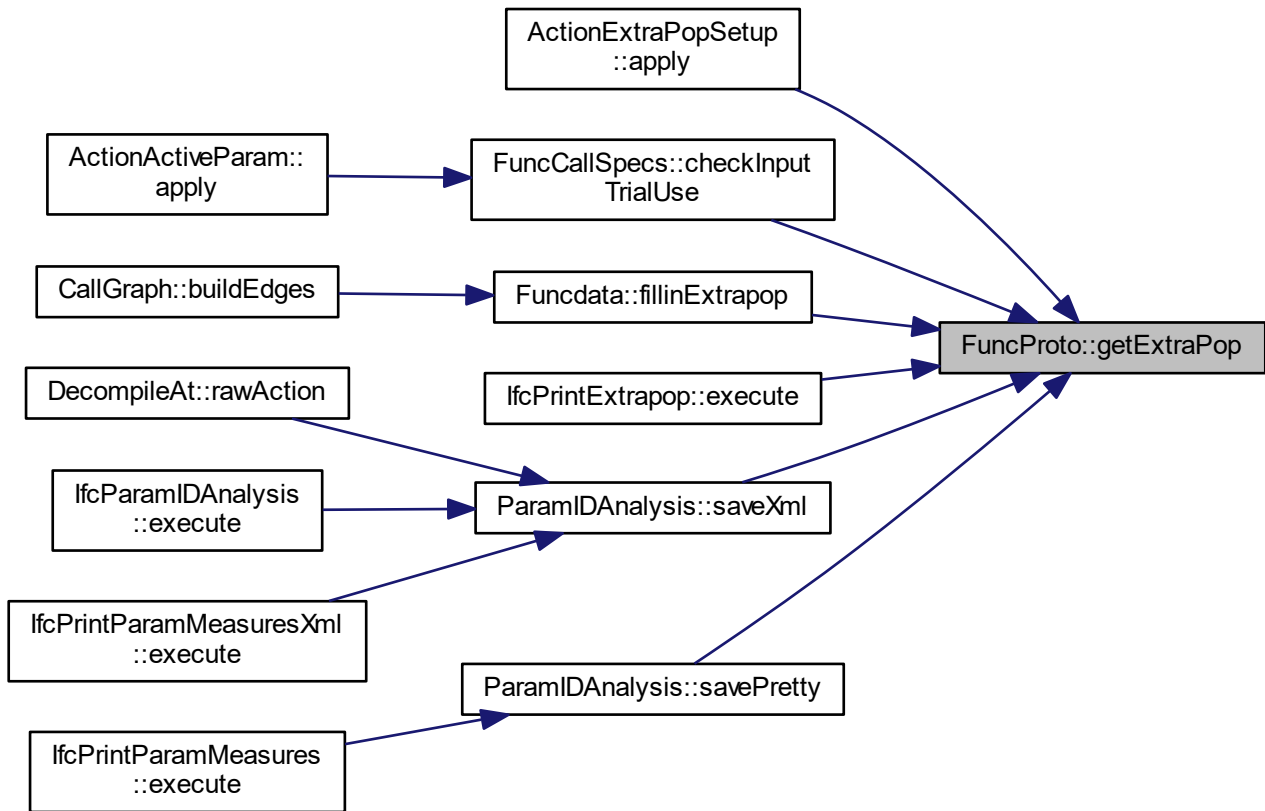 ActionExtraPopSetup
::apply
ActionActiveParam::
apply
FuncCallSpecs::checkInput
TrialUse
CallGraph::buildEdges
Funcdata::fillinExtrapop
FuncProto::getExtraPop
DecompileAt::rawAction
IfcPrintExtrapop::execute
IfcParamIDAnalysis
::execute
ParamIDAnalysis::saveXml
IfcPrintParamMeasuresXml
::execute
ParamIDAnalysis::savePretty
IfcPrintParamMeasures
::execute